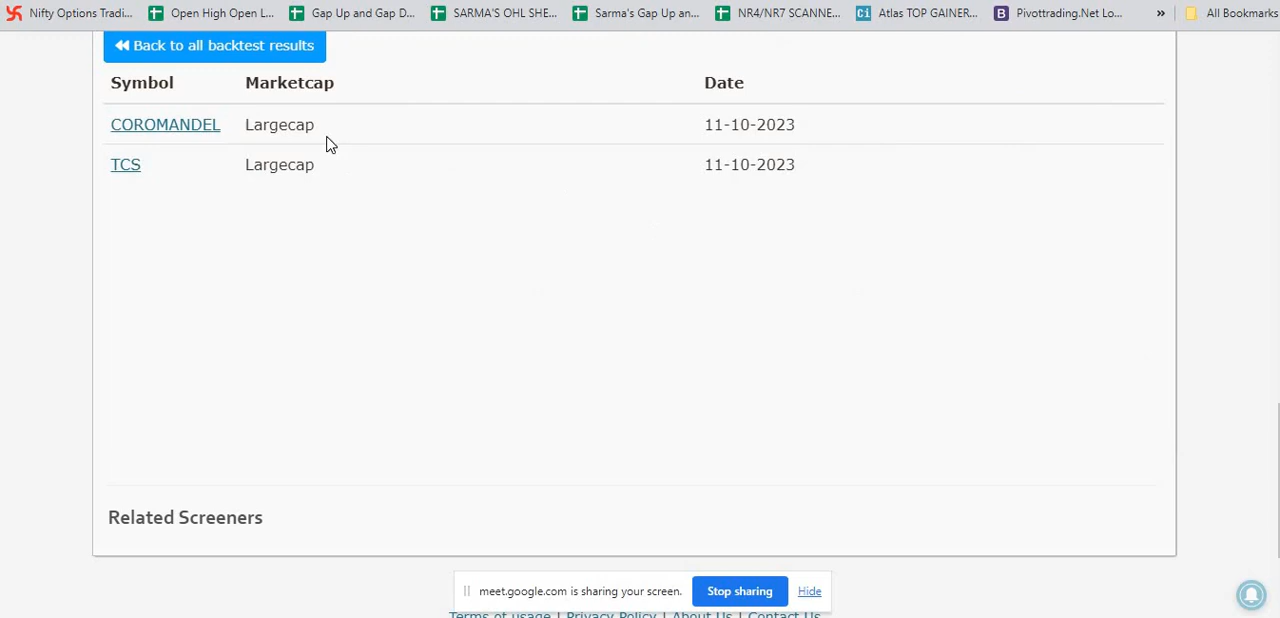 Nifty Options Tradi...
Open High Open L...
Gap Up and Gap D...
SARMA'S OHL SHE...
Sarma's Gap Up an...
NR4/NR7 SCANNE...
Ci Atlas TOP GAINER...
B Pivottrading.Net Lo...
»
All Bookmarks
Back to all backtest results
Symbol Marketcap Date
COROMANDEL Largecap 11-10-2023
TCS Largecap 11-10-2023
Related Screeners
meet.google.com is sharing your screen. Stop sharing Hide
Terms of usage | Privacy Policy | About Us | Contact Us